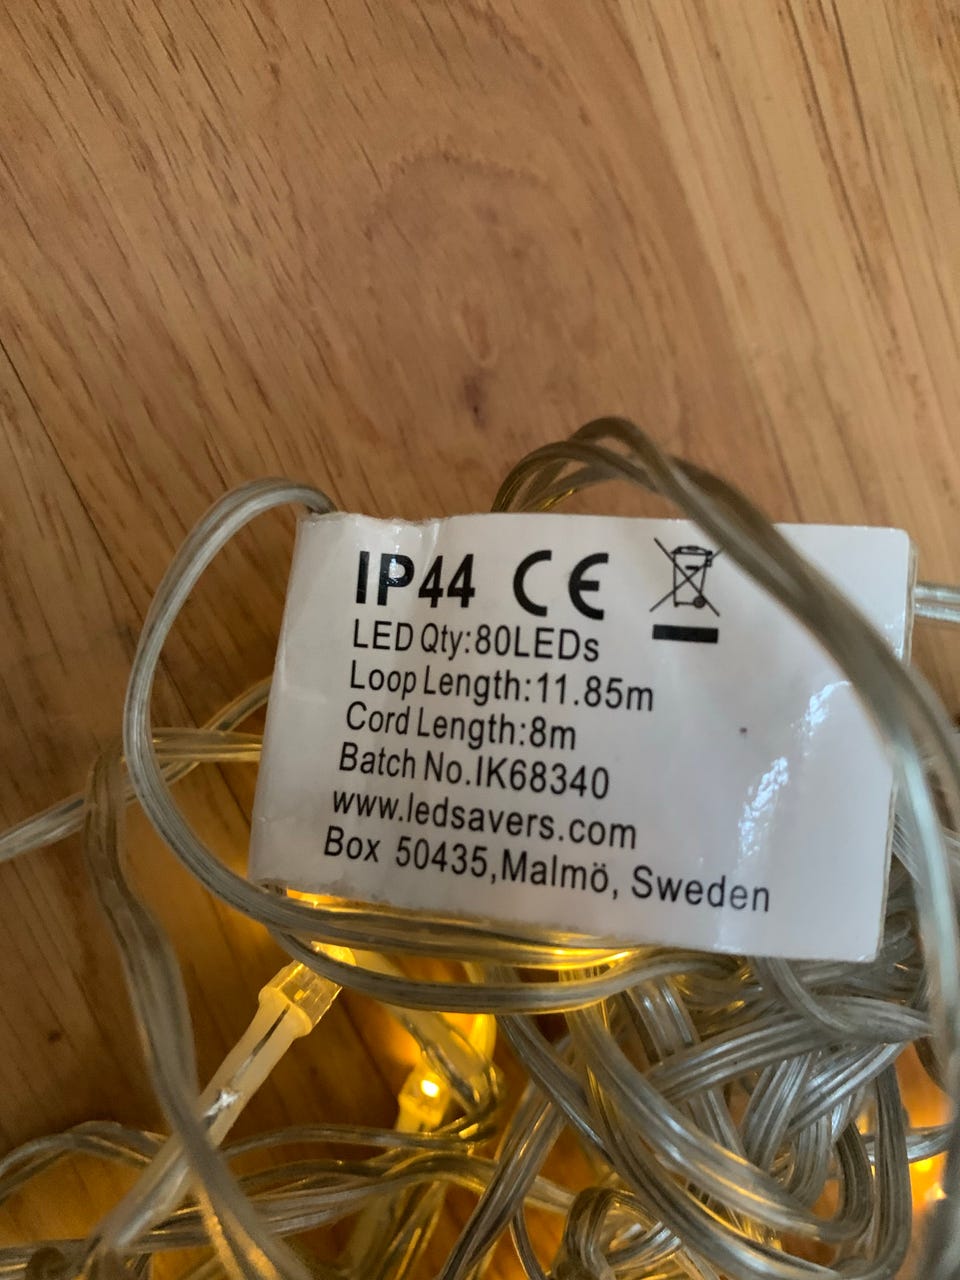 IP44 CE
LED Qty:80LEDs
Loop Length:11.85m
Cord Length:8m
Batch No.IK68340
www.ledsavers.com
Box 50435,Malmö, Sweden